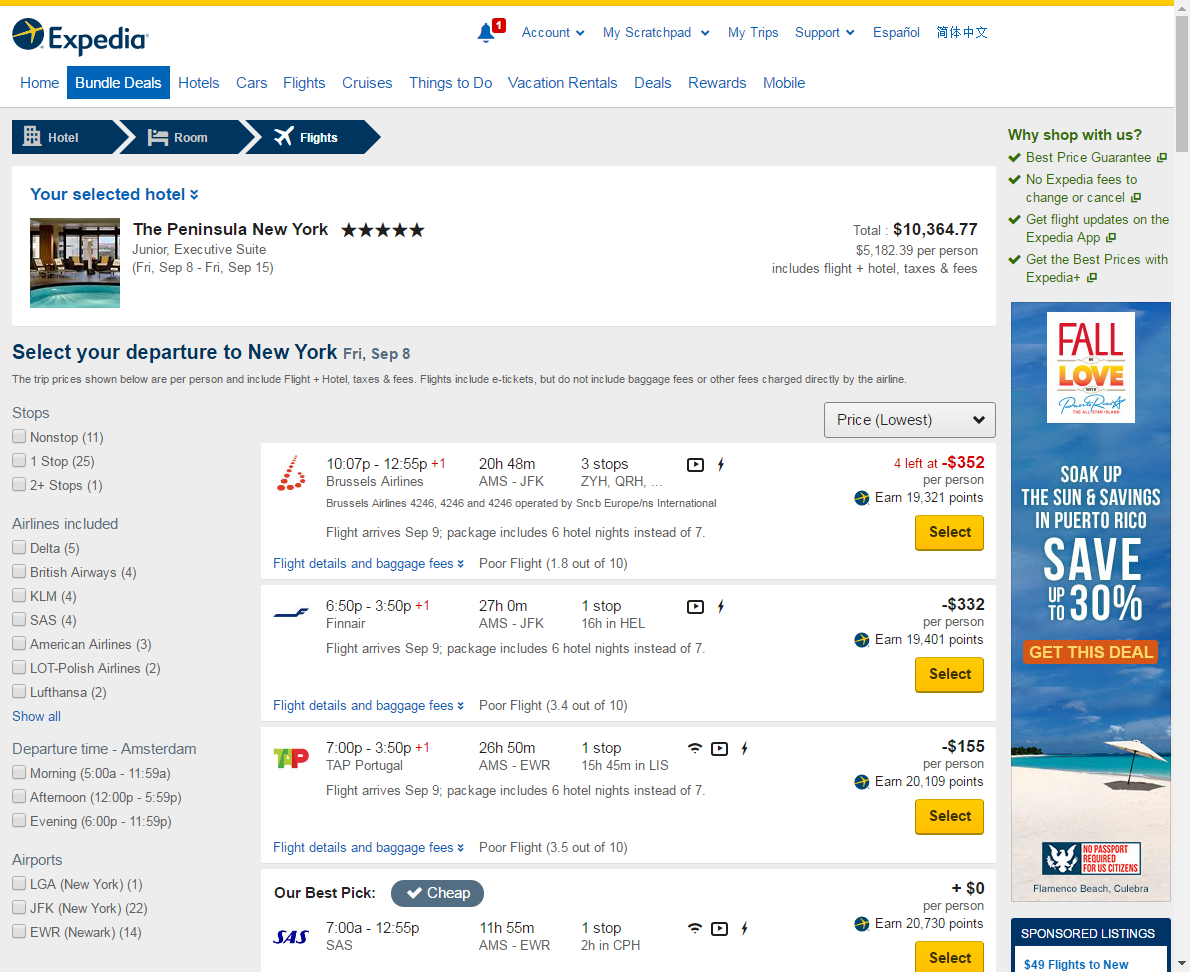 Expedia
1
Account
My Scratchpad
My Trips
Support
Español
简体中文
Home
Bundle Deals
Hotels
Cars
Flights
Cruises
Things to Do
Vacation Rentals
Deals
Rewards
Mobile
Hotel
Room
Flights
Your selected hotel
The Peninsula New York
Junior, Executive Suite
(Fri, Sep 8 - Fri, Sep 15)
Total : $10,364.77
$5,182.39 per person
includes flight + hotel, taxes & fees
Select your departure to New York Fri, Sep 8
The trip prices shown below are per person and include Flight + Hotel, taxes & fees. Flights include e-tickets, but do not include baggage fees or other fees charged directly by the airline.
Stops
Nonstop (11)
1 Stop (25)
2+ Stops (1)
Airlines included
Delta (5)
British Airways (4)
KLM (4)
SAS (4)
American Airlines (3)
LOT-Polish Airlines (2)
Lufthansa (2)
Show all
Departure time - Amsterdam
Morning (5:00a - 11:59a)
Afternoon (12:00p - 5:59p)
Evening (6:00p - 11:59p)
Airports
LGA (New York) (1)
JFK (New York) (22)
EWR (Newark) (14)
Price (Lowest)
10:07p - 12:55p +1
Brussels Airlines
20h 48m
AMS - JFK
3 stops
ZYH, QRH, ...
Brussels Airlines 4246, 4246 and 4246 operated by Sncb Europe/ns International
Flight arrives Sep 9; package includes 6 hotel nights instead of 7.
Flight details and baggage fees
Poor Flight (1.8 out of 10)
4 left at -$352
per person
Earn 19,321 points
Select
6:50p - 3:50p +1
Finnair
27h 0m
AMS - JFK
1 stop
16h in HEL
Flight arrives Sep 9; package includes 6 hotel nights instead of 7.
Flight details and baggage fees
Poor Flight (3.4 out of 10)
-$332
per person
Earn 19,401 points
Select
TAP
7:00p - 3:50p +1
TAP Portugal
26h 50m
AMS - EWR
1 stop
15h 45m in LIS
Flight arrives Sep 9; package includes 6 hotel nights instead of 7.
Flight details and baggage fees
Poor Flight (3.5 out of 10)
-$155
per person
Earn 20,109 points
Select
Our Best Pick:
Cheap
SAS
7:00a - 12:55p
SAS
11h 55m
AMS - EWR
1 stop
2h in CPH
+ $0
per person
Earn 20,730 points
Select
Why shop with us?
Best Price Guarantee
No Expedia fees to
change or cancel
Get flight updates on the
Expedia App
Get the Best Prices with
Expedia+
FALL
IN
LOVE
WITH
Puerto Rico
THE ALL-STAR ISLAND
SOAK UP
THE SUN & SAVINGS
IN PUERTO RICO
SAVE
UP TO 30%
GET THIS DEAL
NO PASSPORT
REQUIRED
FOR US CITIZENS
Flamenco Beach, Culebra
SPONSORED LISTINGS
$49 Flights to New